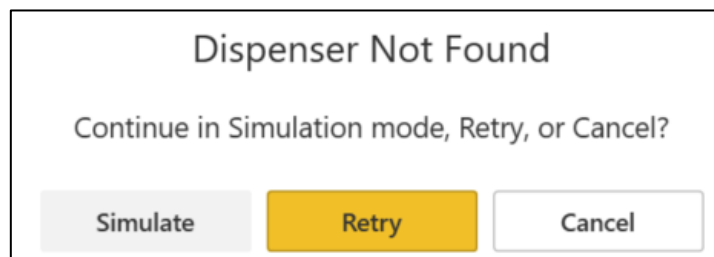 Dispenser Not Found
Continue in Simulation mode, Retry, or Cancel?
Simulate Retry Cancel